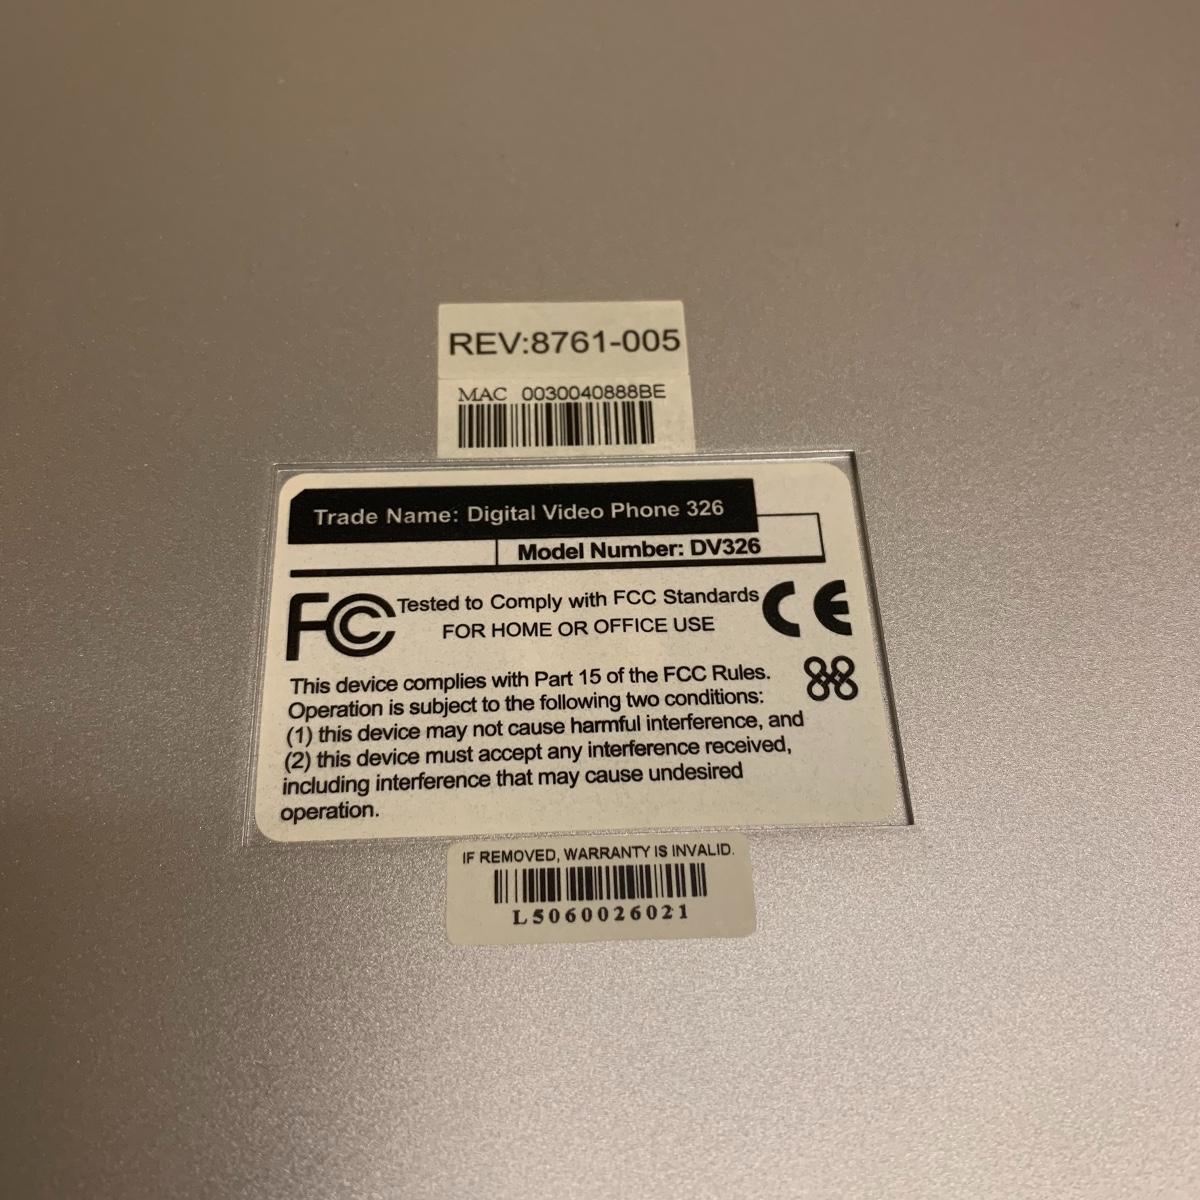 REV:8761-005
MAC 0030040888BE
Trade Name: Digital Video Phone 326
Model Number: DV326
FC Tested to Comply with FCC Standards CE
FOR HOME OR OFFICE USE
This device complies with Part 15 of the FCC Rules.
Operation is subject to the following two conditions:
(1) this device may not cause harmful interference, and
(2) this device must accept any interference received,
including interference that may cause undesired
operation.
IF REMOVED, WARRANTY IS INVALID.
L5060026021